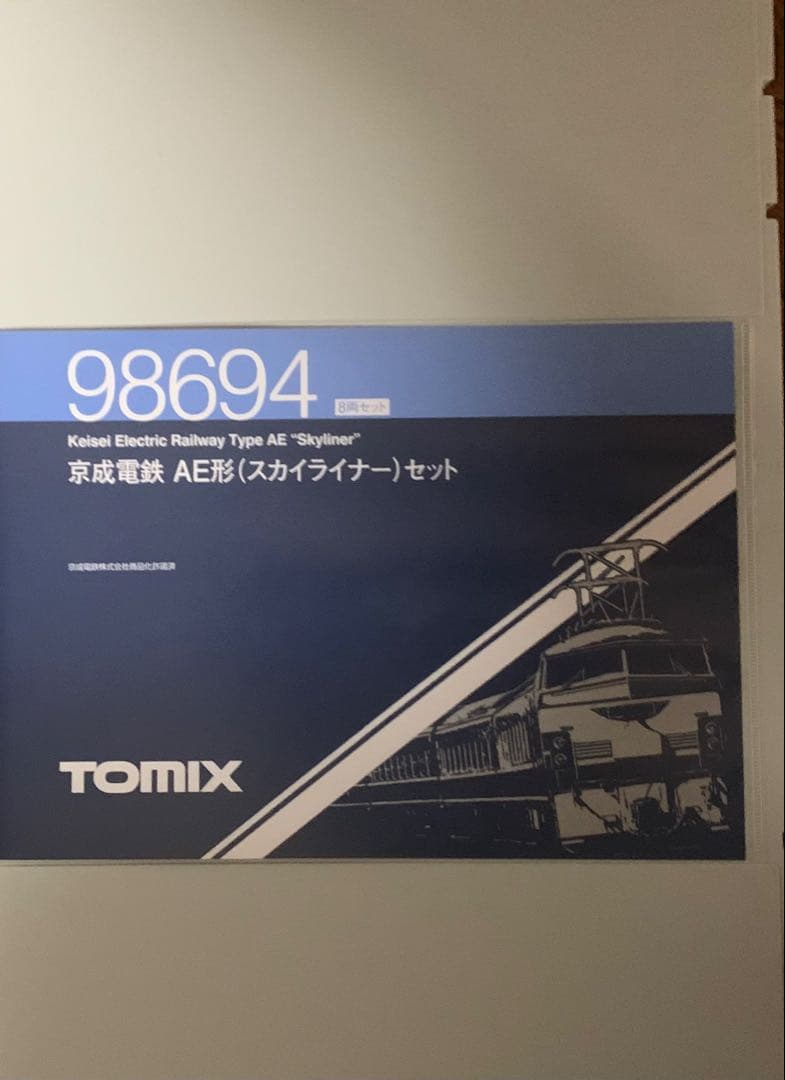 98694 8両セット
Keisei Electric Railway Type AE "Skyliner"
京成電鉄 AE形(スカイライナー)セット
京成電鉄株式会社商品化許諾済
TOMIX